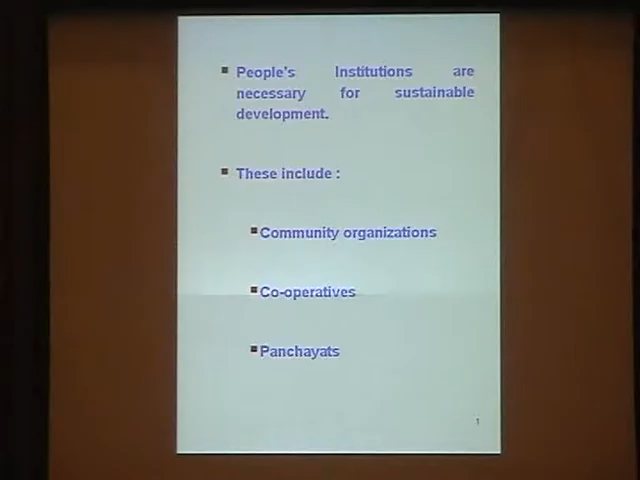 People's Institutions are
necessary for sustainable
development.
These include :
Community organizations
Co-operatives
Panchayats
1